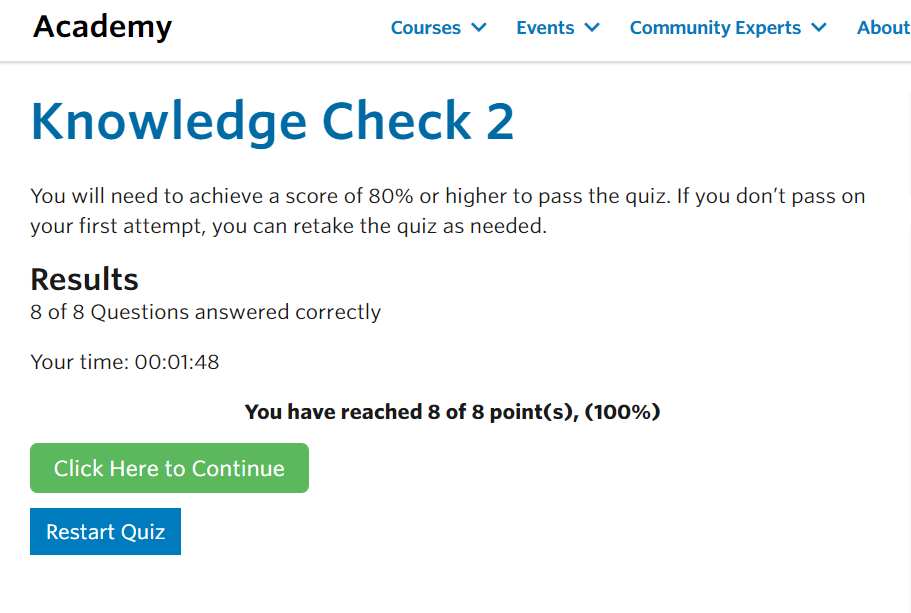 Academy
Courses Events Community Experts About
Knowledge Check 2
You will need to achieve a score of 80% or higher to pass the quiz. If you don’t pass on
your first attempt, you can retake the quiz as needed.
Results
8 of 8 Questions answered correctly
Your time: 00:01:48
You have reached 8 of 8 point(s), (100%)
Click Here to Continue
Restart Quiz